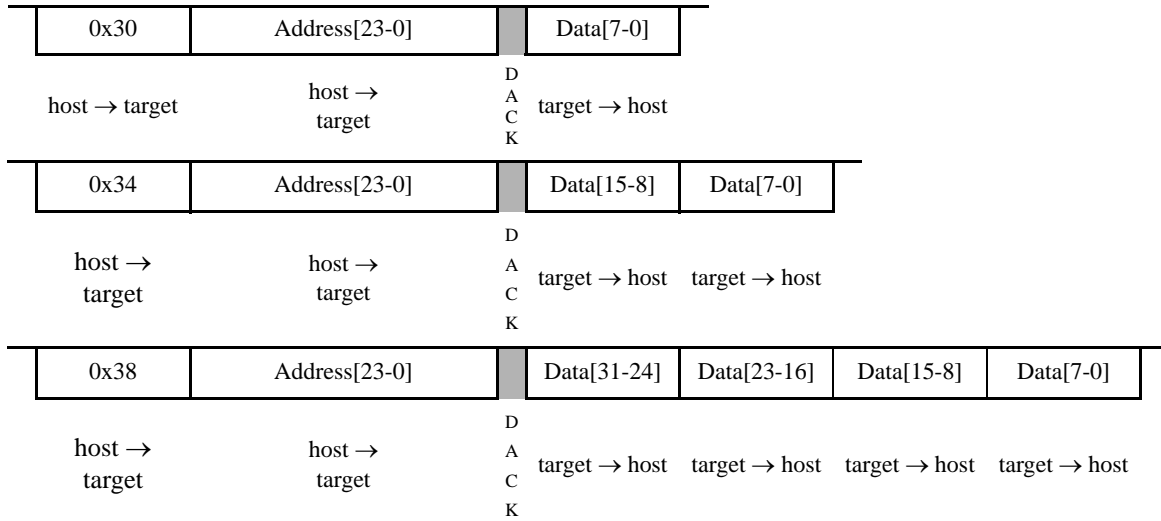 0x30 Address[23-0] Data[7-0]
host → target host → target D A C K target → host
0x34 Address[23-0] Data[15-8] Data[7-0]
host → target host → target D A C K target → host target → host
0x38 Address[23-0] Data[31-24] Data[23-16] Data[15-8] Data[7-0]
host → target host → target D A C K target → host target → host target → host target → host